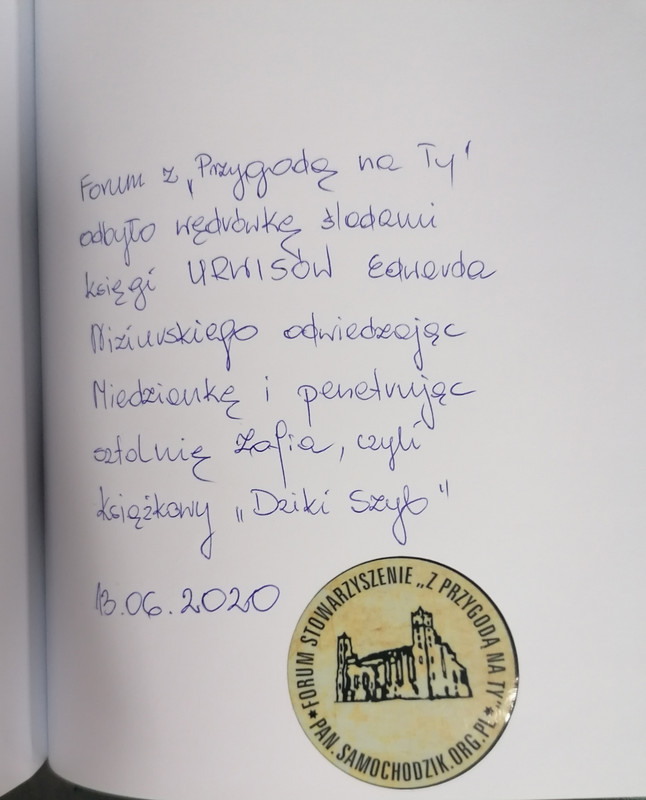 Forum z „Przygodą na Ty"
odbyło wędrówkę śladami
księgi URWISÓW Edwarda
Niziurskiego odwiedzając
Miedziankę i penetrując
sztolnię Zofia, czyli
książkowy „Dziki Szyb"
13.06.2020
★ FORUM STOWARZYSZENIE „Z PRZYGODĄ NA TY" ★
PAN.SAMOCHODZIK.ORG.PL